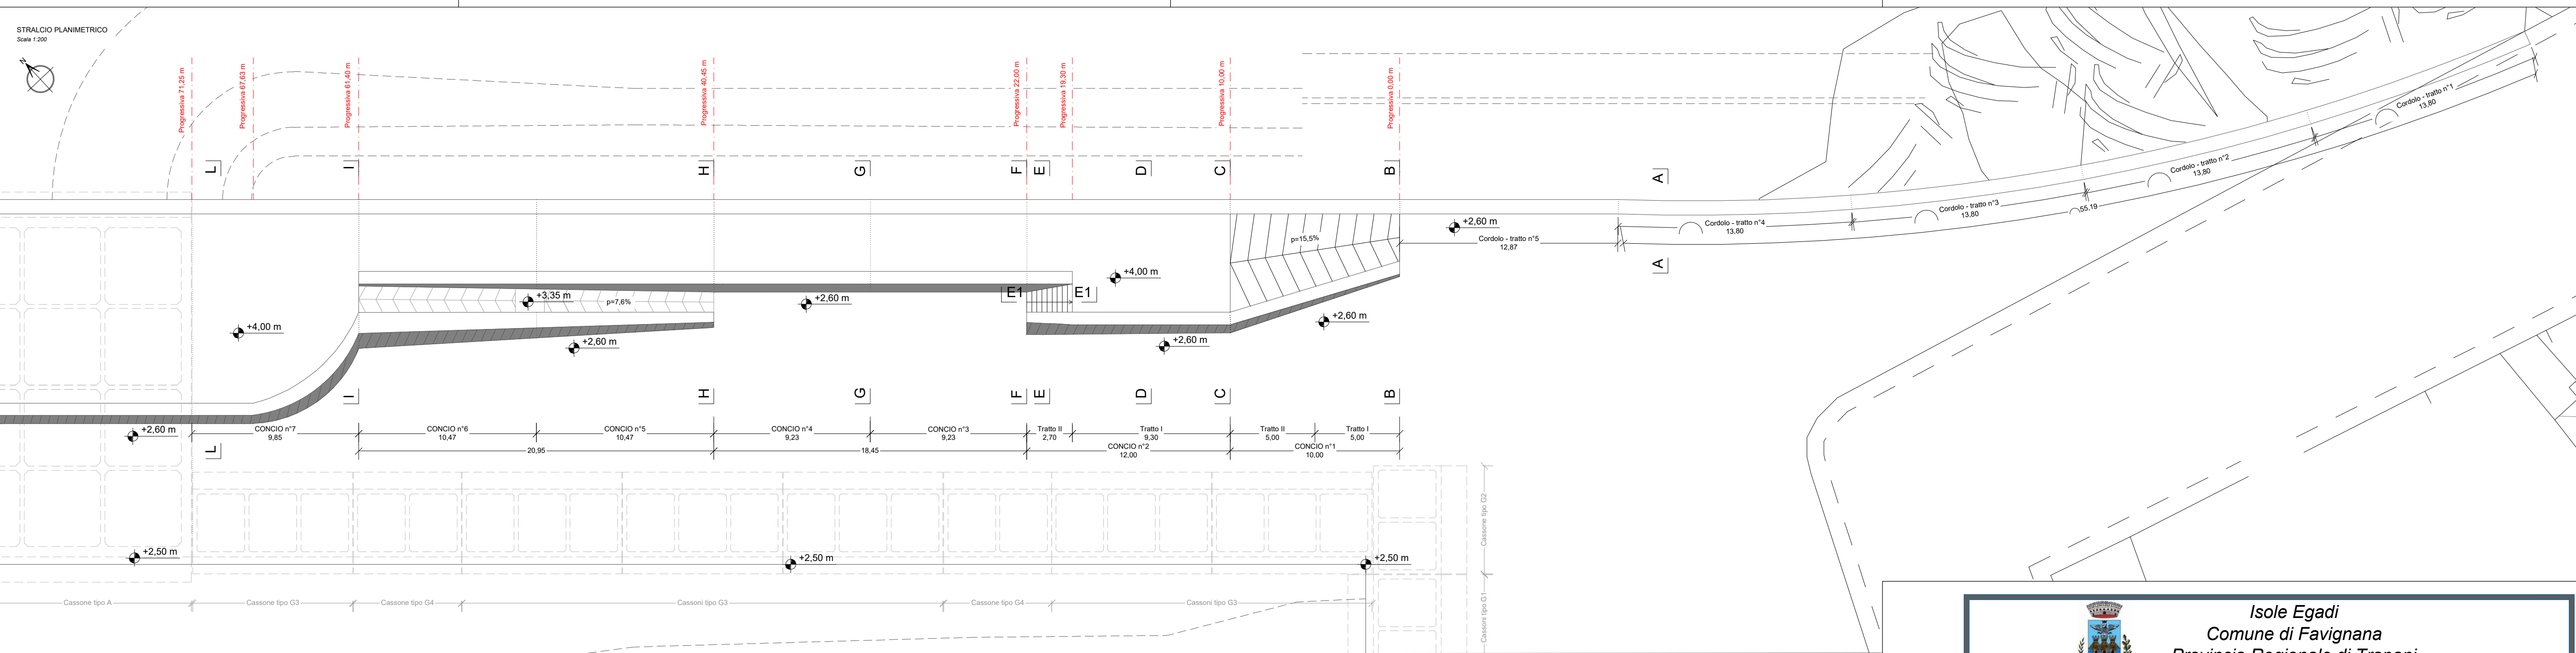 STRALCIO PLANIMETRICO
Scala 1:200
N
Progressiva 71,25 m
Progressiva 67,63 m
Progressiva 61,40 m
Progressiva 40,45 m
Progressiva 22,00 m
Progressiva 19,30 m
Progressiva 10,00 m
Progressiva 0,00 m
L
I
H
G
F
E
D
C
B
A
Cordolo - tratto n°1
13,80
Cordolo - tratto n°2
13,80
Cordolo - tratto n°3
13,80
55,19
Cordolo - tratto n°4
13,80
Cordolo - tratto n°5
12,87
+2,60 m
p=15,5%
A
+4,00 m
E1
E1
+3,35 m
p=7,6%
+2,60 m
+4,00 m
+2,60 m
+2,60 m
+2,60 m
I
H
G
F
E
D
C
B
+2,60 m
L
CONCIO n°7
9,85
CONCIO n°6
10,47
CONCIO n°5
10,47
CONCIO n°4
9,23
CONCIO n°3
9,23
Tratto II
2,70
Tratto I
9,30
Tratto II
5,00
Tratto I
5,00
20,95
18,45
CONCIO n°2
12,00
CONCIO n°1
10,00
+2,50 m
+2,50 m
+2,50 m
Cassone tipo G2
Cassoni tipo G1
Cassone tipo A
Cassone tipo G3
Cassone tipo G4
Cassoni tipo G3
Cassone tipo G4
Cassoni tipo G3
Isole Egadi
Comune di Favignana
Provincia Regionale di Trapani